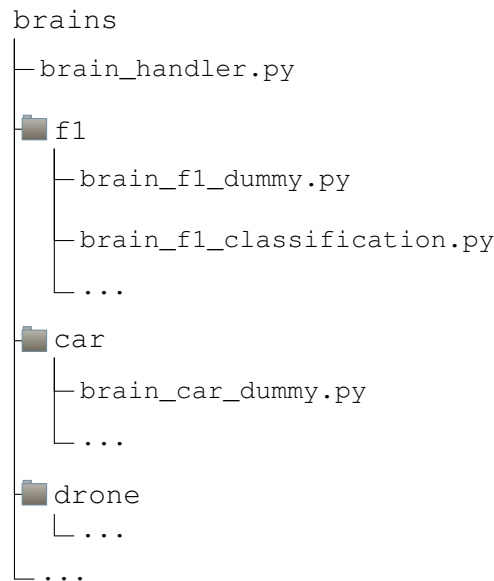 brains
brain_handler.py
f1
brain_f1_dummy.py
brain_f1_classification.py
...
car
brain_car_dummy.py
...
drone
...
...